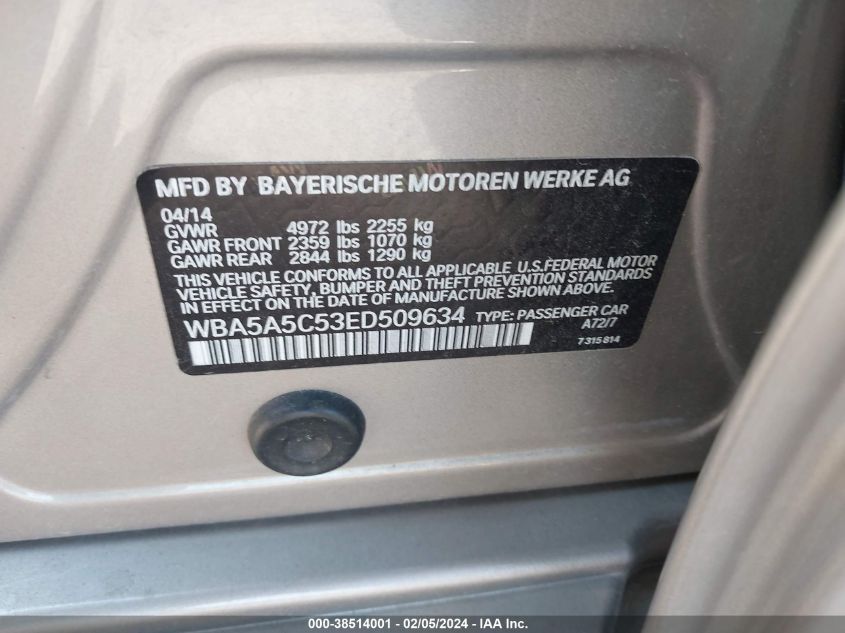 MFD BY BAYERISCHE MOTOREN WERKE AG
04/14
GVWR 4972 lbs 2255 kg
GAWR FRONT 2359 lbs 1070 kg
GAWR REAR 2844 lbs 1290 kg
THIS VEHICLE CONFORMS TO ALL APPLICABLE U.S.FEDERAL MOTOR
VEHICLE SAFETY, BUMPER AND THEFT PREVENTION STANDARDS
IN EFFECT ON THE DATE OF MANUFACTURE SHOWN ABOVE.
WBA5A5C53ED509634 TYPE: PASSENGER CAR
A72/7
7 315 814
000-38514001 - 02/05/2024 - IAA Inc.